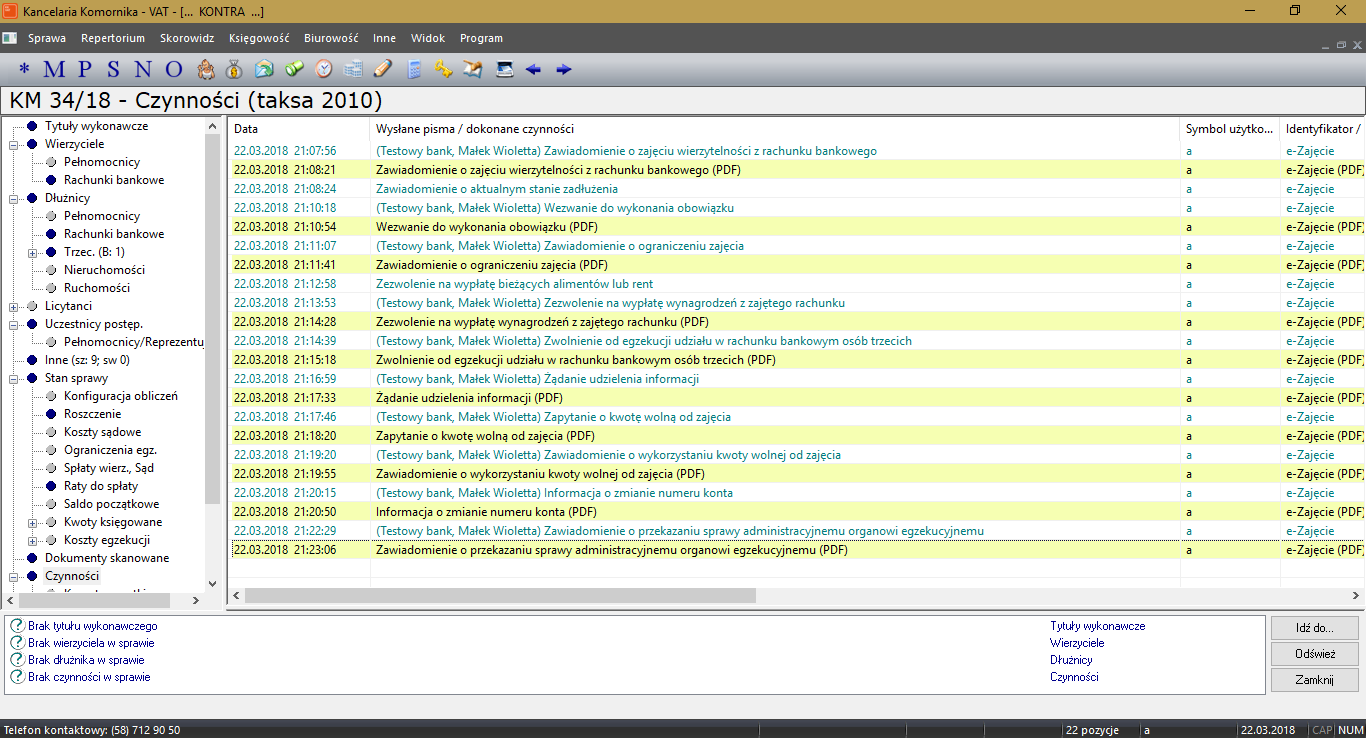 Kancelaria Komornika - VAT - [... KONTRA ...]
Sprawa Repertorium Skorowidz Księgowość Biurowość Inne Widok Program
* M P S N O
KM 34/18 - Czynności (taksa 2010)
Tytuły wykonawcze
Wierzyciele
Pełnomocnicy
Rachunki bankowe
Dłużnicy
Pełnomocnicy
Rachunki bankowe
Trzec. (B: 1)
Nieruchomości
Ruchomości
Licytanci
Uczestnicy postęp.
Pełnomocnicy/Reprezentu
Inne (sz: 9; sw 0)
Stan sprawy
Konfiguracja obliczeń
Roszczenie
Koszty sądowe
Ograniczenia egz.
Spłaty wierz., Sąd
Raty do spłaty
Saldo początkowe
Kwoty księgowane
Koszty egzekucji
Dokumenty skanowane
Czynności
Data Wysłane pisma / dokonane czynności Symbol użytko... Identyfikator /
22.03.2018 21:07:56 (Testowy bank, Małek Wioletta) Zawiadomienie o zajęciu wierzytelności z rachunku bankowego a e-Zajęcie
22.03.2018 21:08:21 Zawiadomienie o zajęciu wierzytelności z rachunku bankowego (PDF) a e-Zajęcie (PDF)
22.03.2018 21:08:24 Zawiadomienie o aktualnym stanie zadłużenia a e-Zajęcie
22.03.2018 21:10:18 (Testowy bank, Małek Wioletta) Wezwanie do wykonania obowiązku a e-Zajęcie
22.03.2018 21:10:54 Wezwanie do wykonania obowiązku (PDF) a e-Zajęcie (PDF)
22.03.2018 21:11:07 (Testowy bank, Małek Wioletta) Zawiadomienie o ograniczeniu zajęcia a e-Zajęcie
22.03.2018 21:11:41 Zawiadomienie o ograniczeniu zajęcia (PDF) a e-Zajęcie (PDF)
22.03.2018 21:12:58 Zezwolenie na wypłatę bieżących alimentów lub rent a e-Zajęcie
22.03.2018 21:13:53 (Testowy bank, Małek Wioletta) Zezwolenie na wypłatę wynagrodzeń z zajętego rachunku a e-Zajęcie
22.03.2018 21:14:28 Zezwolenie na wypłatę wynagrodzeń z zajętego rachunku (PDF) a e-Zajęcie (PDF)
22.03.2018 21:14:39 (Testowy bank, Małek Wioletta) Zwolnienie od egzekucji udziału w rachunku bankowym osób trzecich a e-Zajęcie
22.03.2018 21:15:18 Zwolnienie od egzekucji udziału w rachunku bankowym osób trzecich (PDF) a e-Zajęcie (PDF)
22.03.2018 21:16:59 (Testowy bank, Małek Wioletta) Żądanie udzielenia informacji a e-Zajęcie
22.03.2018 21:17:33 Żądanie udzielenia informacji (PDF) a e-Zajęcie (PDF)
22.03.2018 21:17:46 (Testowy bank, Małek Wioletta) Zapytanie o kwotę wolną od zajęcia a e-Zajęcie
22.03.2018 21:18:20 Zapytanie o kwotę wolną od zajęcia (PDF) a e-Zajęcie (PDF)
22.03.2018 21:19:20 (Testowy bank, Małek Wioletta) Zawiadomienie o wykorzystaniu kwoty wolnej od zajęcia a e-Zajęcie
22.03.2018 21:19:55 Zawiadomienie o wykorzystaniu kwoty wolnej od zajęcia (PDF) a e-Zajęcie (PDF)
22.03.2018 21:20:15 (Testowy bank, Małek Wioletta) Informacja o zmianie numeru konta a e-Zajęcie
22.03.2018 21:20:50 Informacja o zmianie numeru konta (PDF) a e-Zajęcie (PDF)
22.03.2018 21:22:29 (Testowy bank, Małek Wioletta) Zawiadomienie o przekazaniu sprawy administracyjnemu organowi egzekucyjnemu a e-Zajęcie
22.03.2018 21:23:06 Zawiadomienie o przekazaniu sprawy administracyjnemu organowi egzekucyjnemu (PDF) a e-Zajęcie (PDF)
Brak tytułu wykonawczego Tytuły wykonawcze
Brak wierzyciela w sprawie Wierzyciele
Brak dłużnika w sprawie Dłużnicy
Brak czynności w sprawie Czynności
Idź do...
Odśwież
Zamknij
Telefon kontaktowy: (58) 712 90 50 22 pozycje a 22.03.2018 CAP NUM